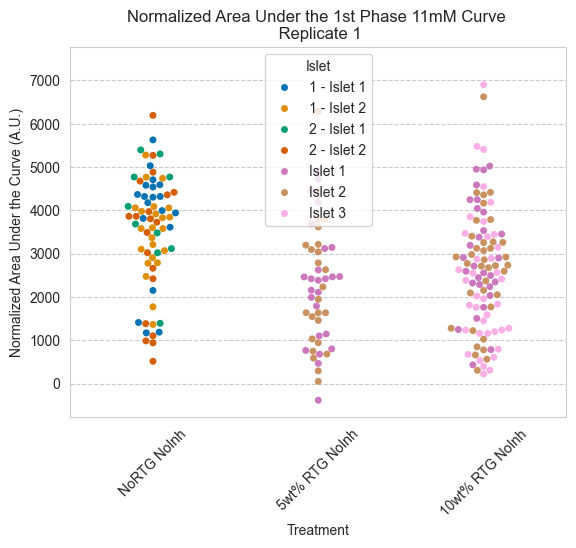 Normalized Area Under the 1st Phase 11mM Curve
Replicate 1
Islet
1 - Islet 1
1 - Islet 2
2 - Islet 1
2 - Islet 2
Islet 1
Islet 2
Islet 3
Normalized Area Under the Curve (A.U.)
7000
6000
5000
4000
3000
2000
1000
0
NoRTG NoInh
5wt% RTG NoInh
10wt% RTG NoInh
Treatment